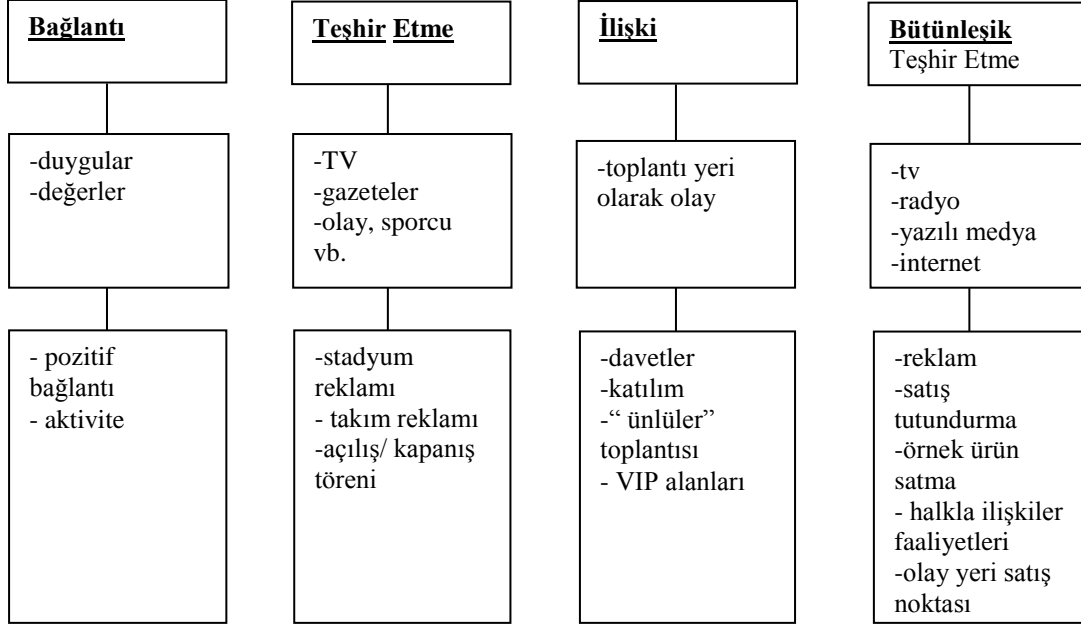 Bağlantı
-duygular
-değerler
- pozitif
bağlantı
- aktivite
Teşhir Etme
-TV
-gazeteler
-olay, sporcu
vb.
-stadyum
reklamı
- takım reklamı
-açılış/ kapanış
töreni
İlişki
-toplantı yeri
olarak olay
-davetler
-katılım
-“ ünlüler”
toplantısı
- VIP alanları
Bütünleşik
Teşhir Etme
-tv
-radyo
-yazılı medya
-internet
-reklam
-satış
tutundurma
-örnek ürün
satma
- halkla ilişkiler
faaliyetleri
-olay yeri satış
noktası